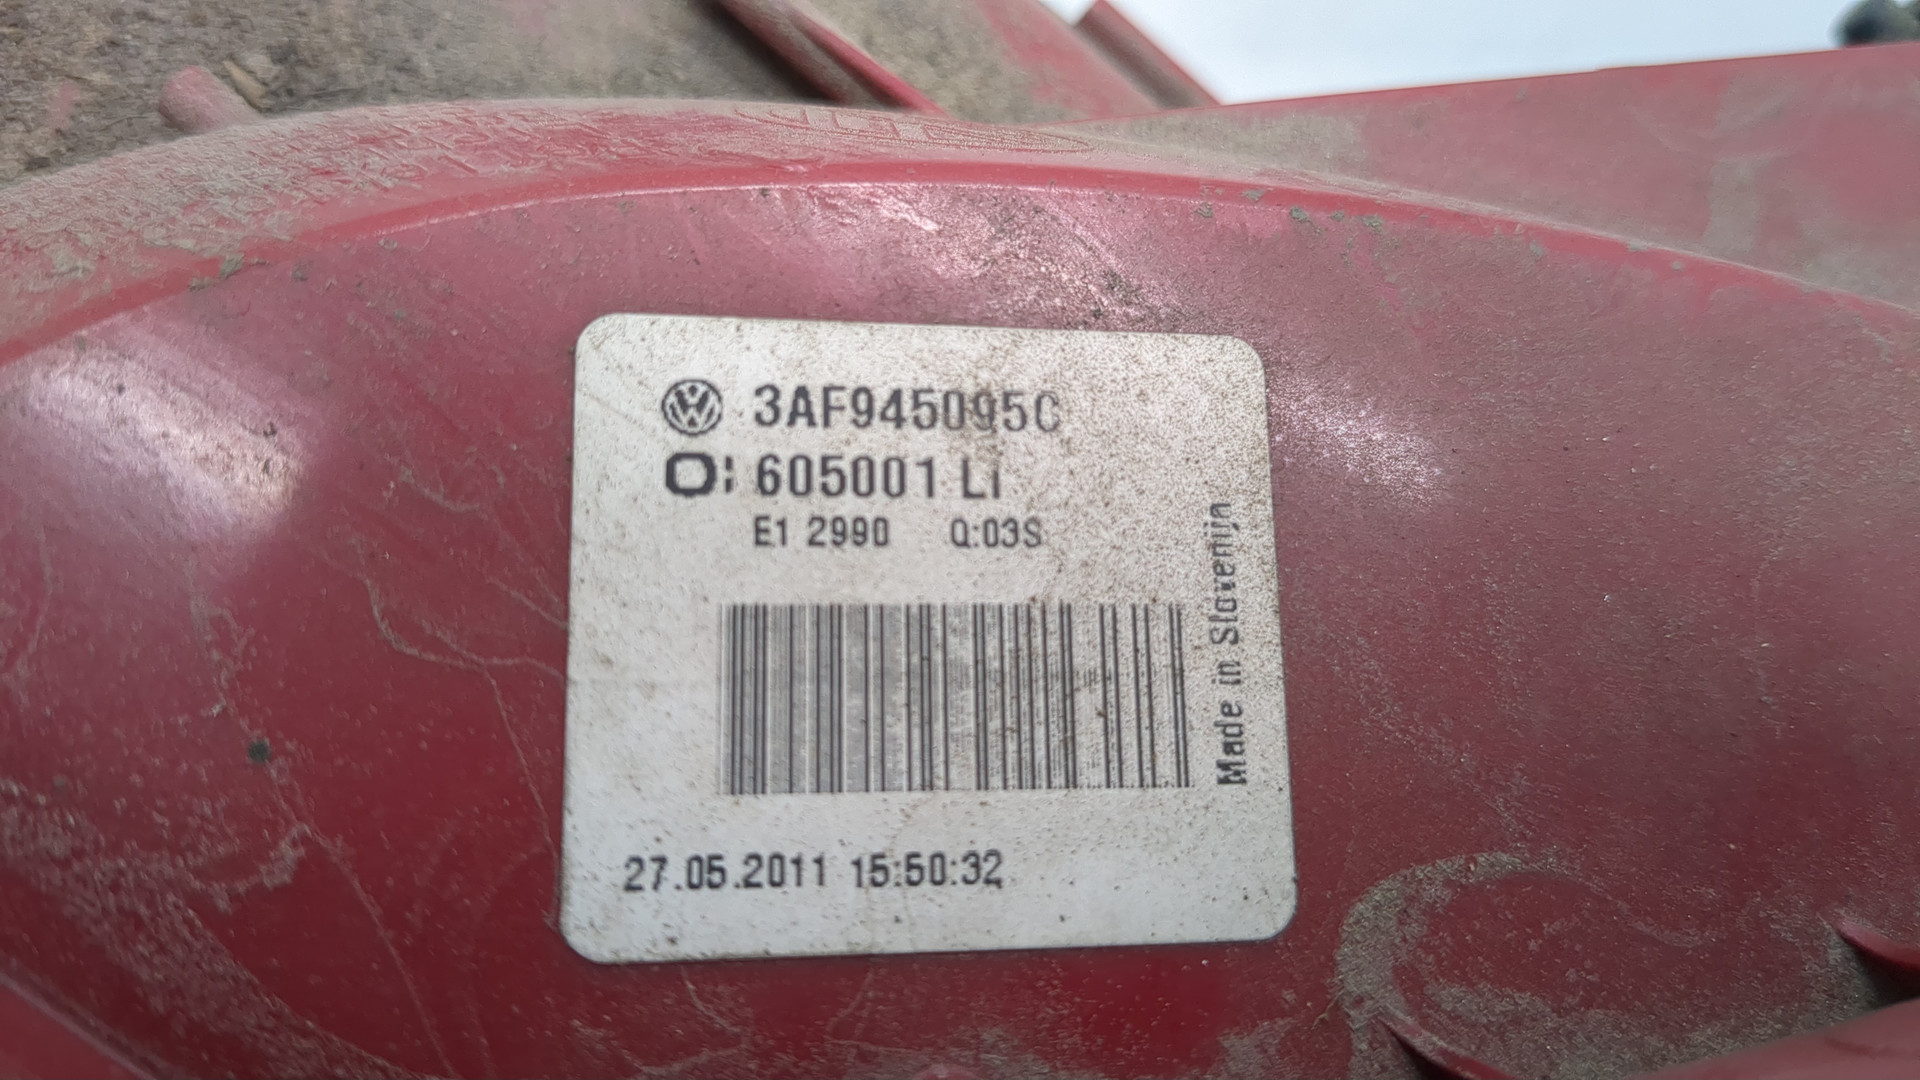 3AF945095C
O: 605001 Li
E1 2990 Q:03S
Made in Slovenija
27.05.2011 15:50:32